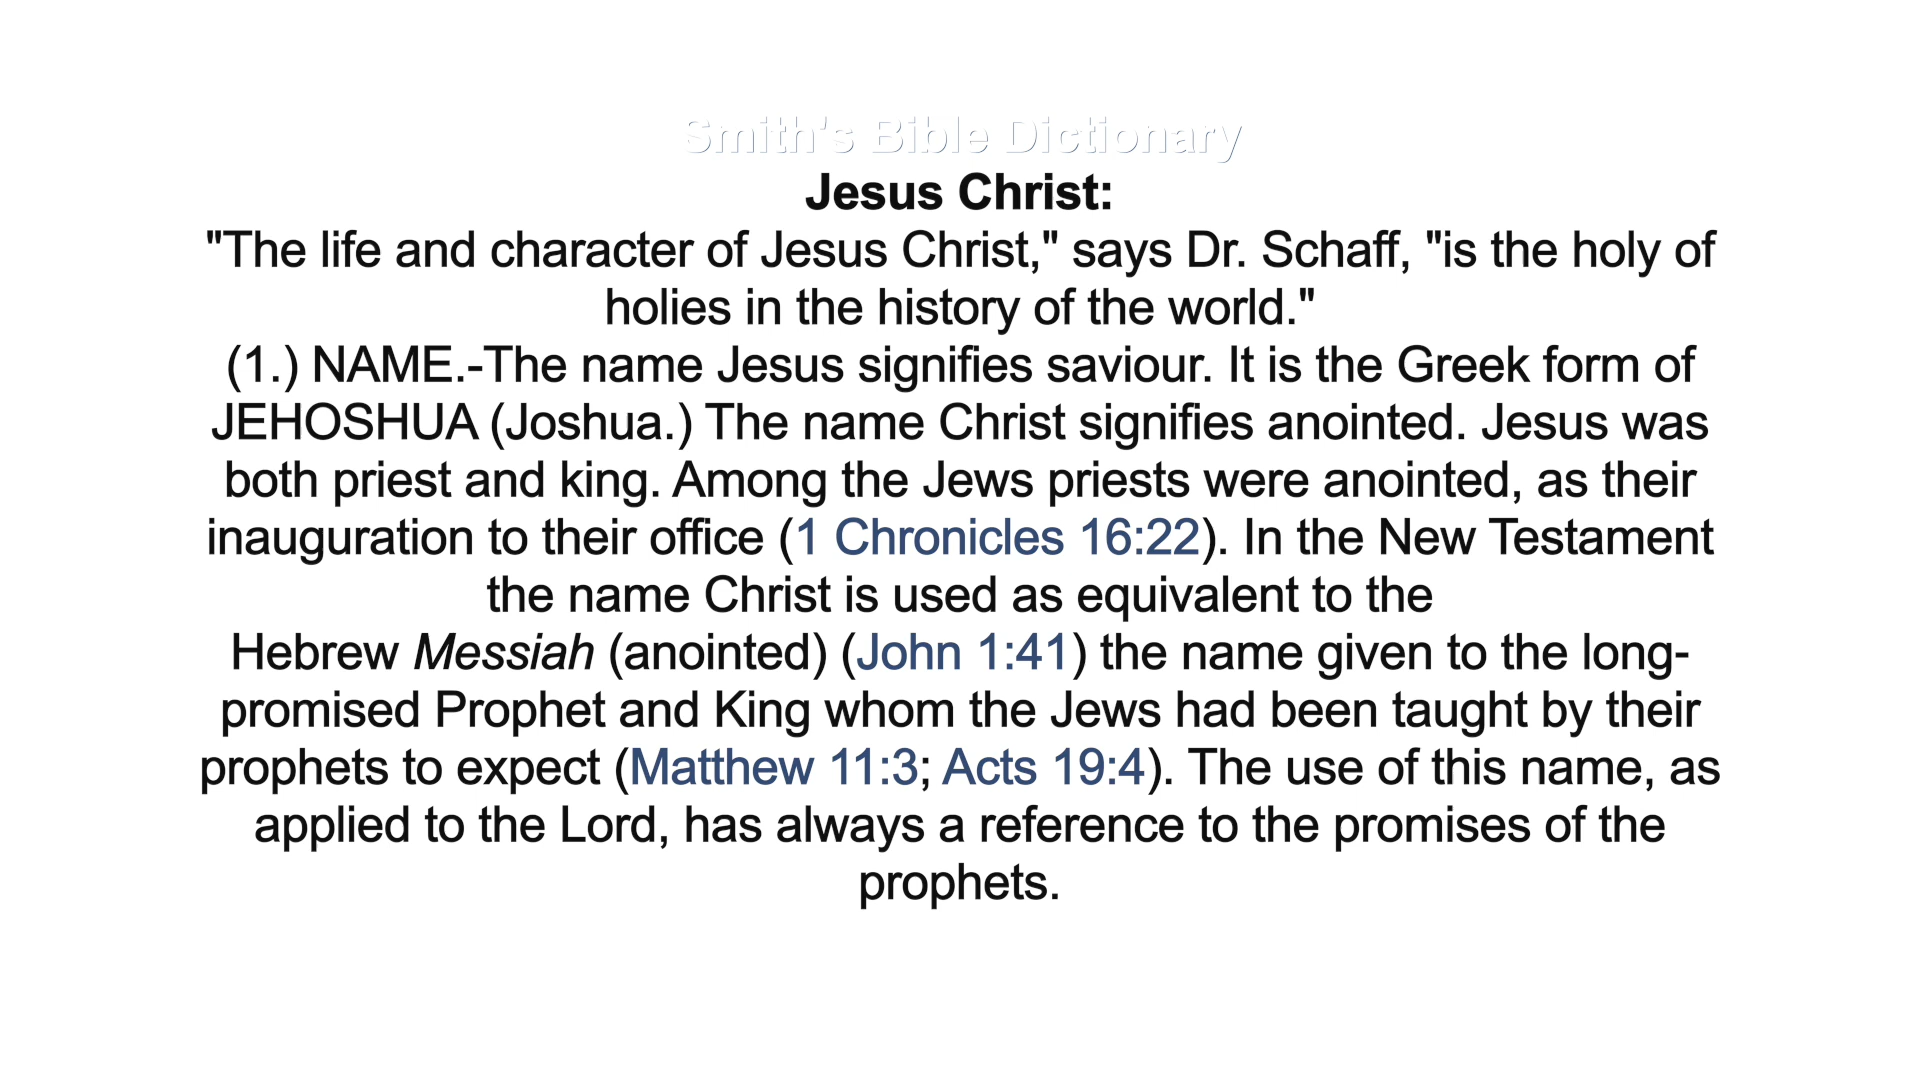 Smith's Bible Dictionary
Jesus Christ:
"The life and character of Jesus Christ," says Dr. Schaff, "is the holy of
holies in the history of the world."
(1.) NAME.-The name Jesus signifies saviour. It is the Greek form of
JEHOSHUA (Joshua.) The name Christ signifies anointed. Jesus was
both priest and king. Among the Jews priests were anointed, as their
inauguration to their office (1 Chronicles 16:22). In the New Testament
the name Christ is used as equivalent to the
Hebrew Messiah (anointed) (John 1:41) the name given to the long-
promised Prophet and King whom the Jews had been taught by their
prophets to expect (Matthew 11:3; Acts 19:4). The use of this name, as
applied to the Lord, has always a reference to the promises of the
prophets.